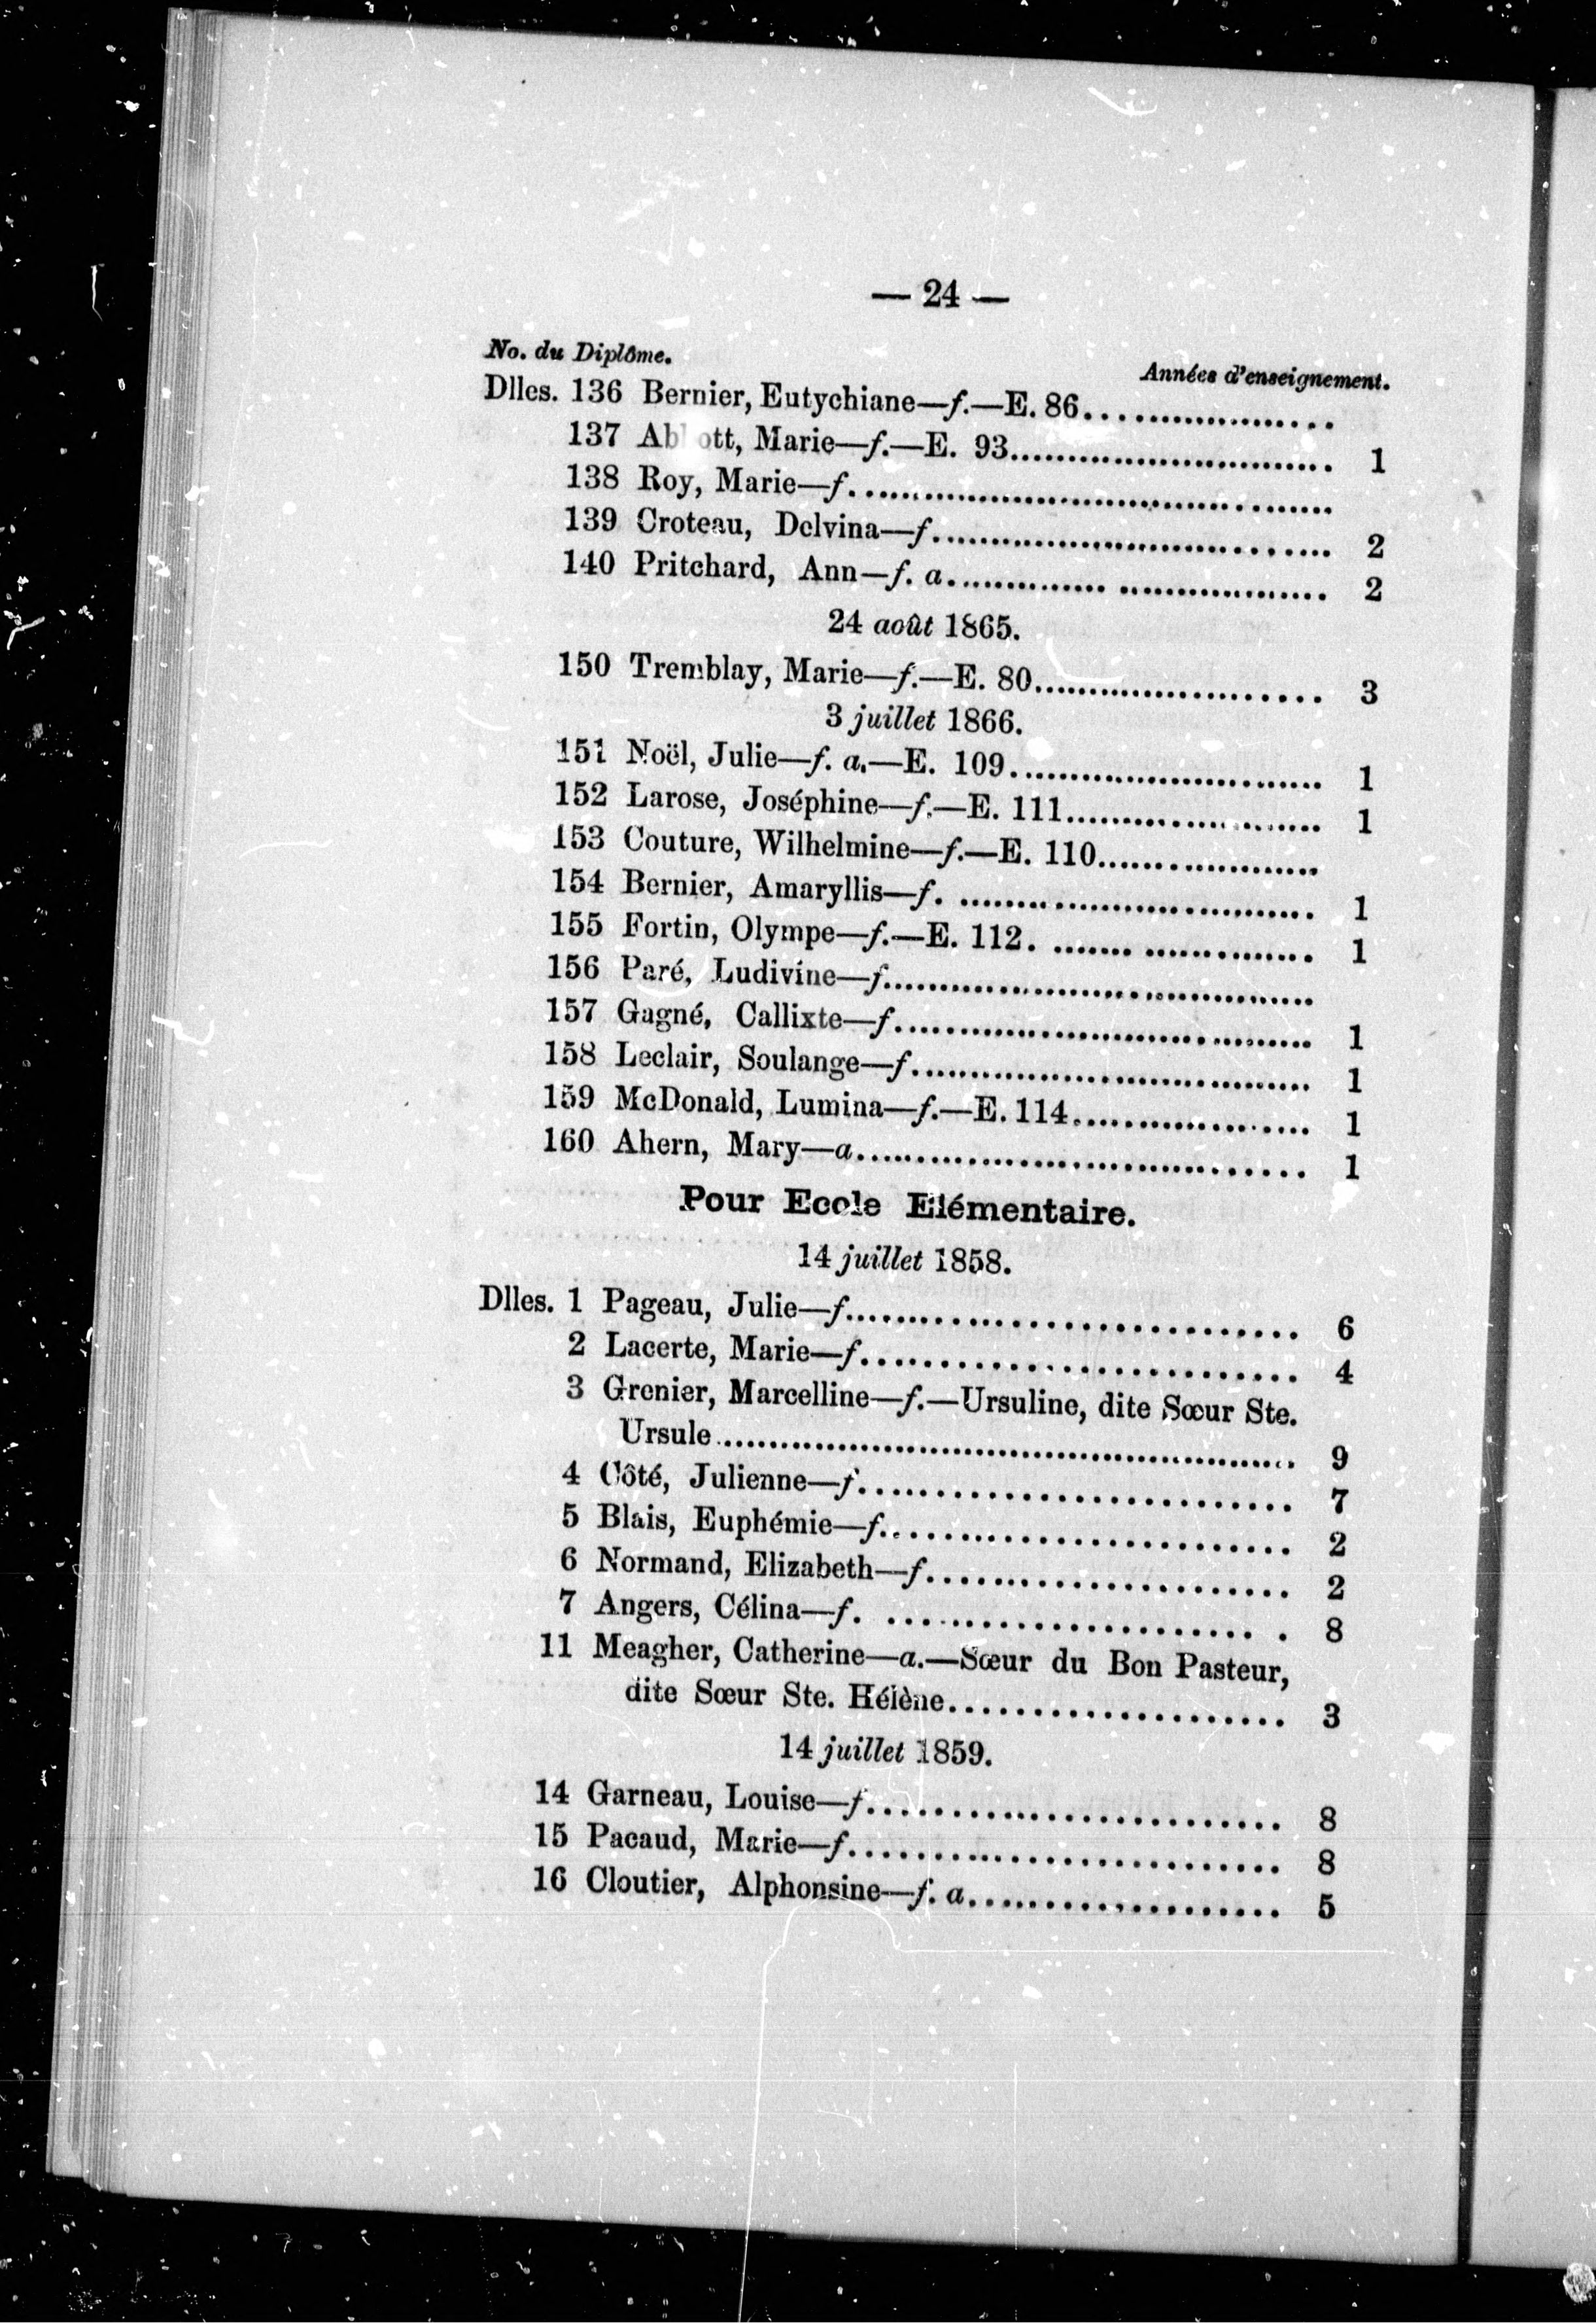 — 24 —
No. du Diplôme. Années d'enseignement.
Dlles. 136 Bernier, Eutychiane—f.—E. 86....................
137 Abbott, Marie—f.—E. 93............................ 1
138 Roy, Marie—f..........................................
139 Croteau, Delvina—f.................................. 2
140 Pritchard, Ann—f. a.............. .................. 2
24 août 1865.
150 Tremblay, Marie—f.—E. 80........................ 3
3 juillet 1866.
151 Noël, Julie—f. a.—E. 109........................... 1
152 Larose, Joséphine—f.—E. 111...................... 1
153 Couture, Wilhelmine—f.—E. 110...................
154 Bernier, Amaryllis—f. ............................... 1
155 Fortin, Olympe—f.—E. 112. ....... ............... 1
156 Paré, Ludivine—f.....................................
157 Gagné, Callixte—f.................................... 1
158 Leclair, Soulange—f.................................. 1
159 McDonald, Lumina—f.—E. 114.................... 1
160 Ahern, Mary—a....................................... 1
Pour Ecole Elémentaire.
14 juillet 1858.
Dlles. 1 Pageau, Julie—f................................ 6
2 Lacerte, Marie—f.............................. 4
3 Grenier, Marcelline—f.—Ursuline, dite Sœur Ste.
Ursule.................................................. 9
4 Côté, Julienne—f.............................. 7
5 Blais, Euphémie—f............................ 2
6 Normand, Elizabeth—f........................ 2
7 Angers, Célina—f. ......................... . 8
11 Meagher, Catherine—a.—Sœur du Bon Pasteur,
dite Sœur Ste. Hélène..................... 3
14 juillet 1859.
14 Garneau, Louise—f............................ 8
15 Pacaud, Marie—f............................. 8
16 Cloutier, Alphonsine—f. a.................... 5